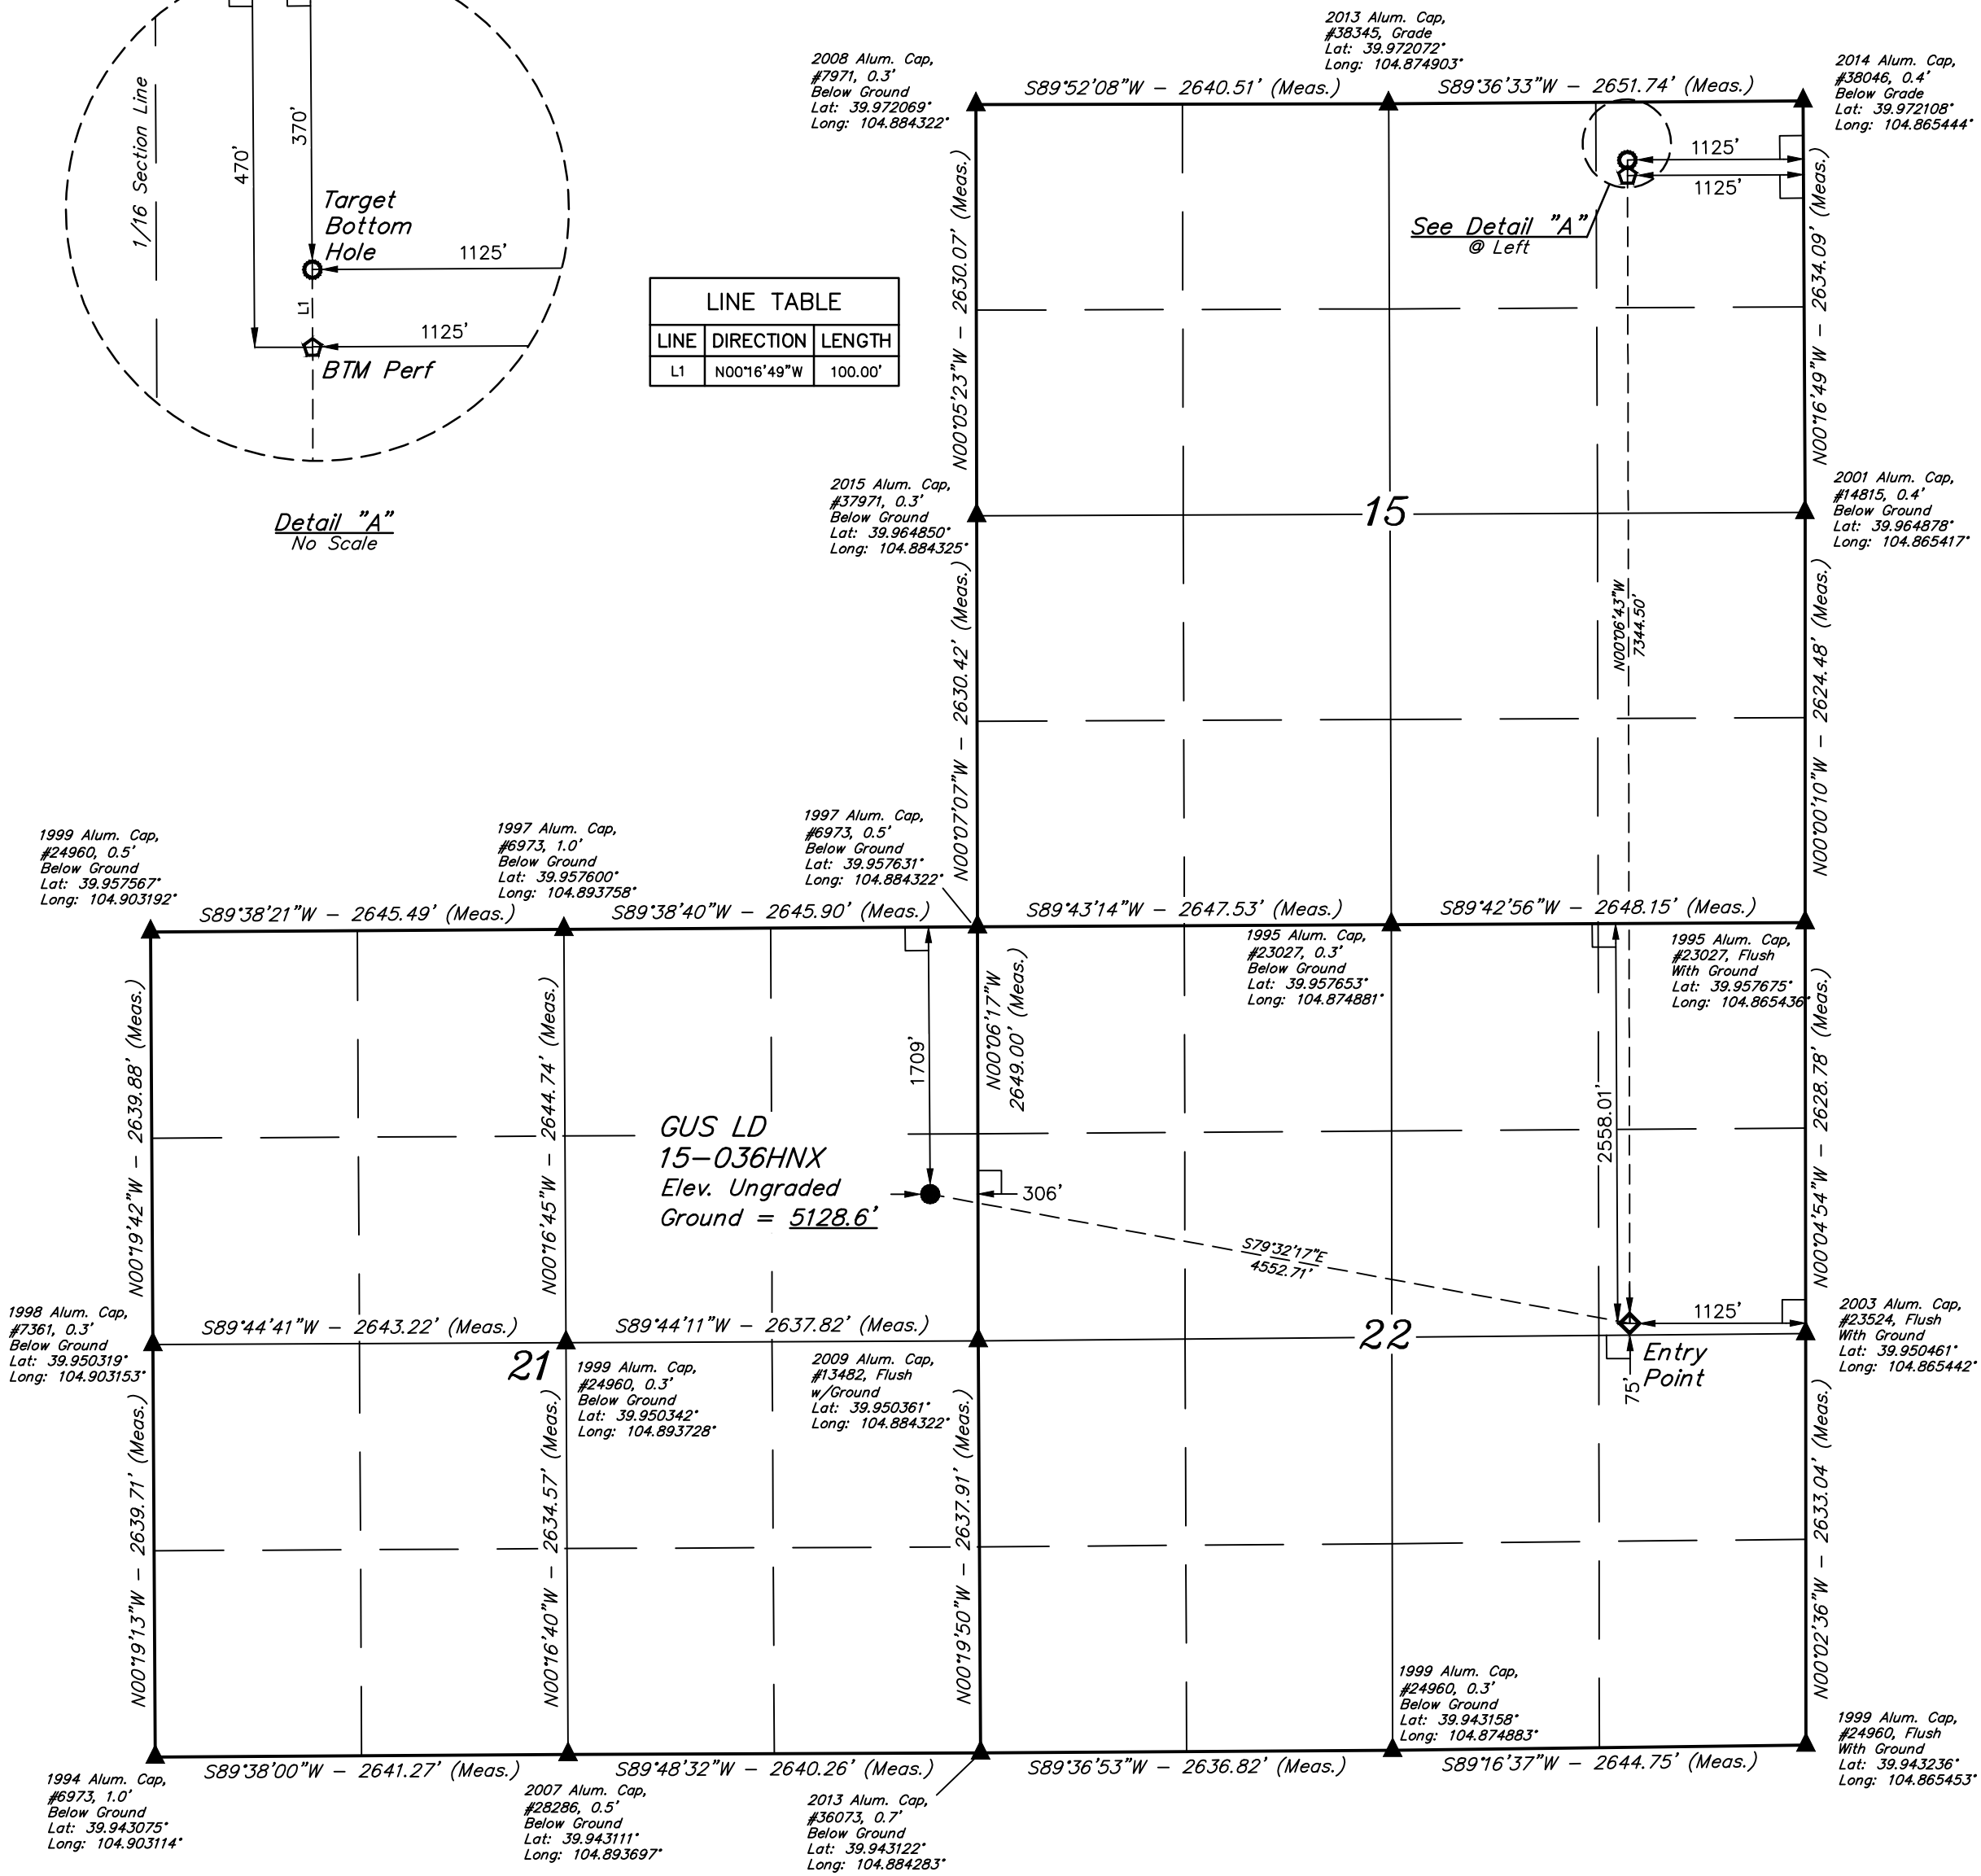 1/16 Section Line
470'
370'
Target
Bottom
Hole
1125'
L1
1125'
BTM Perf
Detail "A"
No Scale
LINE TABLE
LINE DIRECTION LENGTH
L1 N00°16'49"W 100.00'
2008 Alum. Cap,
#7971, 0.3'
Below Ground
Lat: 39.972069°
Long: 104.884322°
S89°52'08"W - 2640.51' (Meas.)
2013 Alum. Cap,
#38345, Grade
Lat: 39.972072°
Long: 104.874903°
S89°36'33"W - 2651.74' (Meas.)
2014 Alum. Cap,
#38046, 0.4'
Below Grade
Lat: 39.972108°
Long: 104.865444°
1125'
1125'
See Detail "A"
@ Left
N00°05'23"W - 2630.07' (Meas.)
N00°16'49"W - 2634.09' (Meas.)
2015 Alum. Cap,
#37971, 0.3'
Below Ground
Lat: 39.964850°
Long: 104.884325°
15
2001 Alum. Cap,
#14815, 0.4'
Below Ground
Lat: 39.964878°
Long: 104.865417°
N00°07'07"W - 2630.42' (Meas.)
N00°06'43"W
7344.50'
N00°00'10"W - 2624.48' (Meas.)
1999 Alum. Cap,
#24960, 0.5'
Below Ground
Lat: 39.957567°
Long: 104.903192°
1997 Alum. Cap,
#6973, 1.0'
Below Ground
Lat: 39.957600°
Long: 104.893758°
1997 Alum. Cap,
#6973, 0.5'
Below Ground
Lat: 39.957631°
Long: 104.884322°
S89°38'21"W - 2645.49' (Meas.)
S89°38'40"W - 2645.90' (Meas.)
S89°43'14"W - 2647.53' (Meas.)
S89°42'56"W - 2648.15' (Meas.)
1995 Alum. Cap,
#23027, 0.3'
Below Ground
Lat: 39.957653°
Long: 104.874881°
1995 Alum. Cap,
#23027, Flush
With Ground
Lat: 39.957675°
Long: 104.865436°
N00°19'42"W - 2639.88' (Meas.)
N00°16'45"W - 2644.74' (Meas.)
1709'
N00°06'17"W
2649.00' (Meas.)
2558.01'
N00°04'54"W - 2628.78' (Meas.)
GUS LD
15-036HNX
Elev. Ungraded
Ground = 5128.6'
306'
S79°32'17"E
4552.71'
1125'
Entry
Point
75'
1998 Alum. Cap,
#7361, 0.3'
Below Ground
Lat: 39.950319°
Long: 104.903153°
S89°44'41"W - 2643.22' (Meas.)
S89°44'11"W - 2637.82' (Meas.)
21
1999 Alum. Cap,
#24960, 0.3'
Below Ground
Lat: 39.950342°
Long: 104.893728°
2009 Alum. Cap,
#13482, Flush
w/Ground
Lat: 39.950361°
Long: 104.884322°
22
2003 Alum. Cap,
#23524, Flush
With Ground
Lat: 39.950461°
Long: 104.865442°
N00°19'13"W - 2639.71' (Meas.)
N00°16'40"W - 2634.57' (Meas.)
N00°19'50"W - 2637.91' (Meas.)
N00°02'36"W - 2633.04' (Meas.)
1999 Alum. Cap,
#24960, 0.3'
Below Ground
Lat: 39.943158°
Long: 104.874883°
1999 Alum. Cap,
#24960, Flush
With Ground
Lat: 39.943236°
Long: 104.865453°
S89°38'00"W - 2641.27' (Meas.)
S89°48'32"W - 2640.26' (Meas.)
S89°36'53"W - 2636.82' (Meas.)
S89°16'37"W - 2644.75' (Meas.)
1994 Alum. Cap,
#6973, 1.0'
Below Ground
Lat: 39.943075°
Long: 104.903114°
2007 Alum. Cap,
#28286, 0.5'
Below Ground
Lat: 39.943111°
Long: 104.893697°
2013 Alum. Cap,
#36073, 0.7'
Below Ground
Lat: 39.943122°
Long: 104.884283°